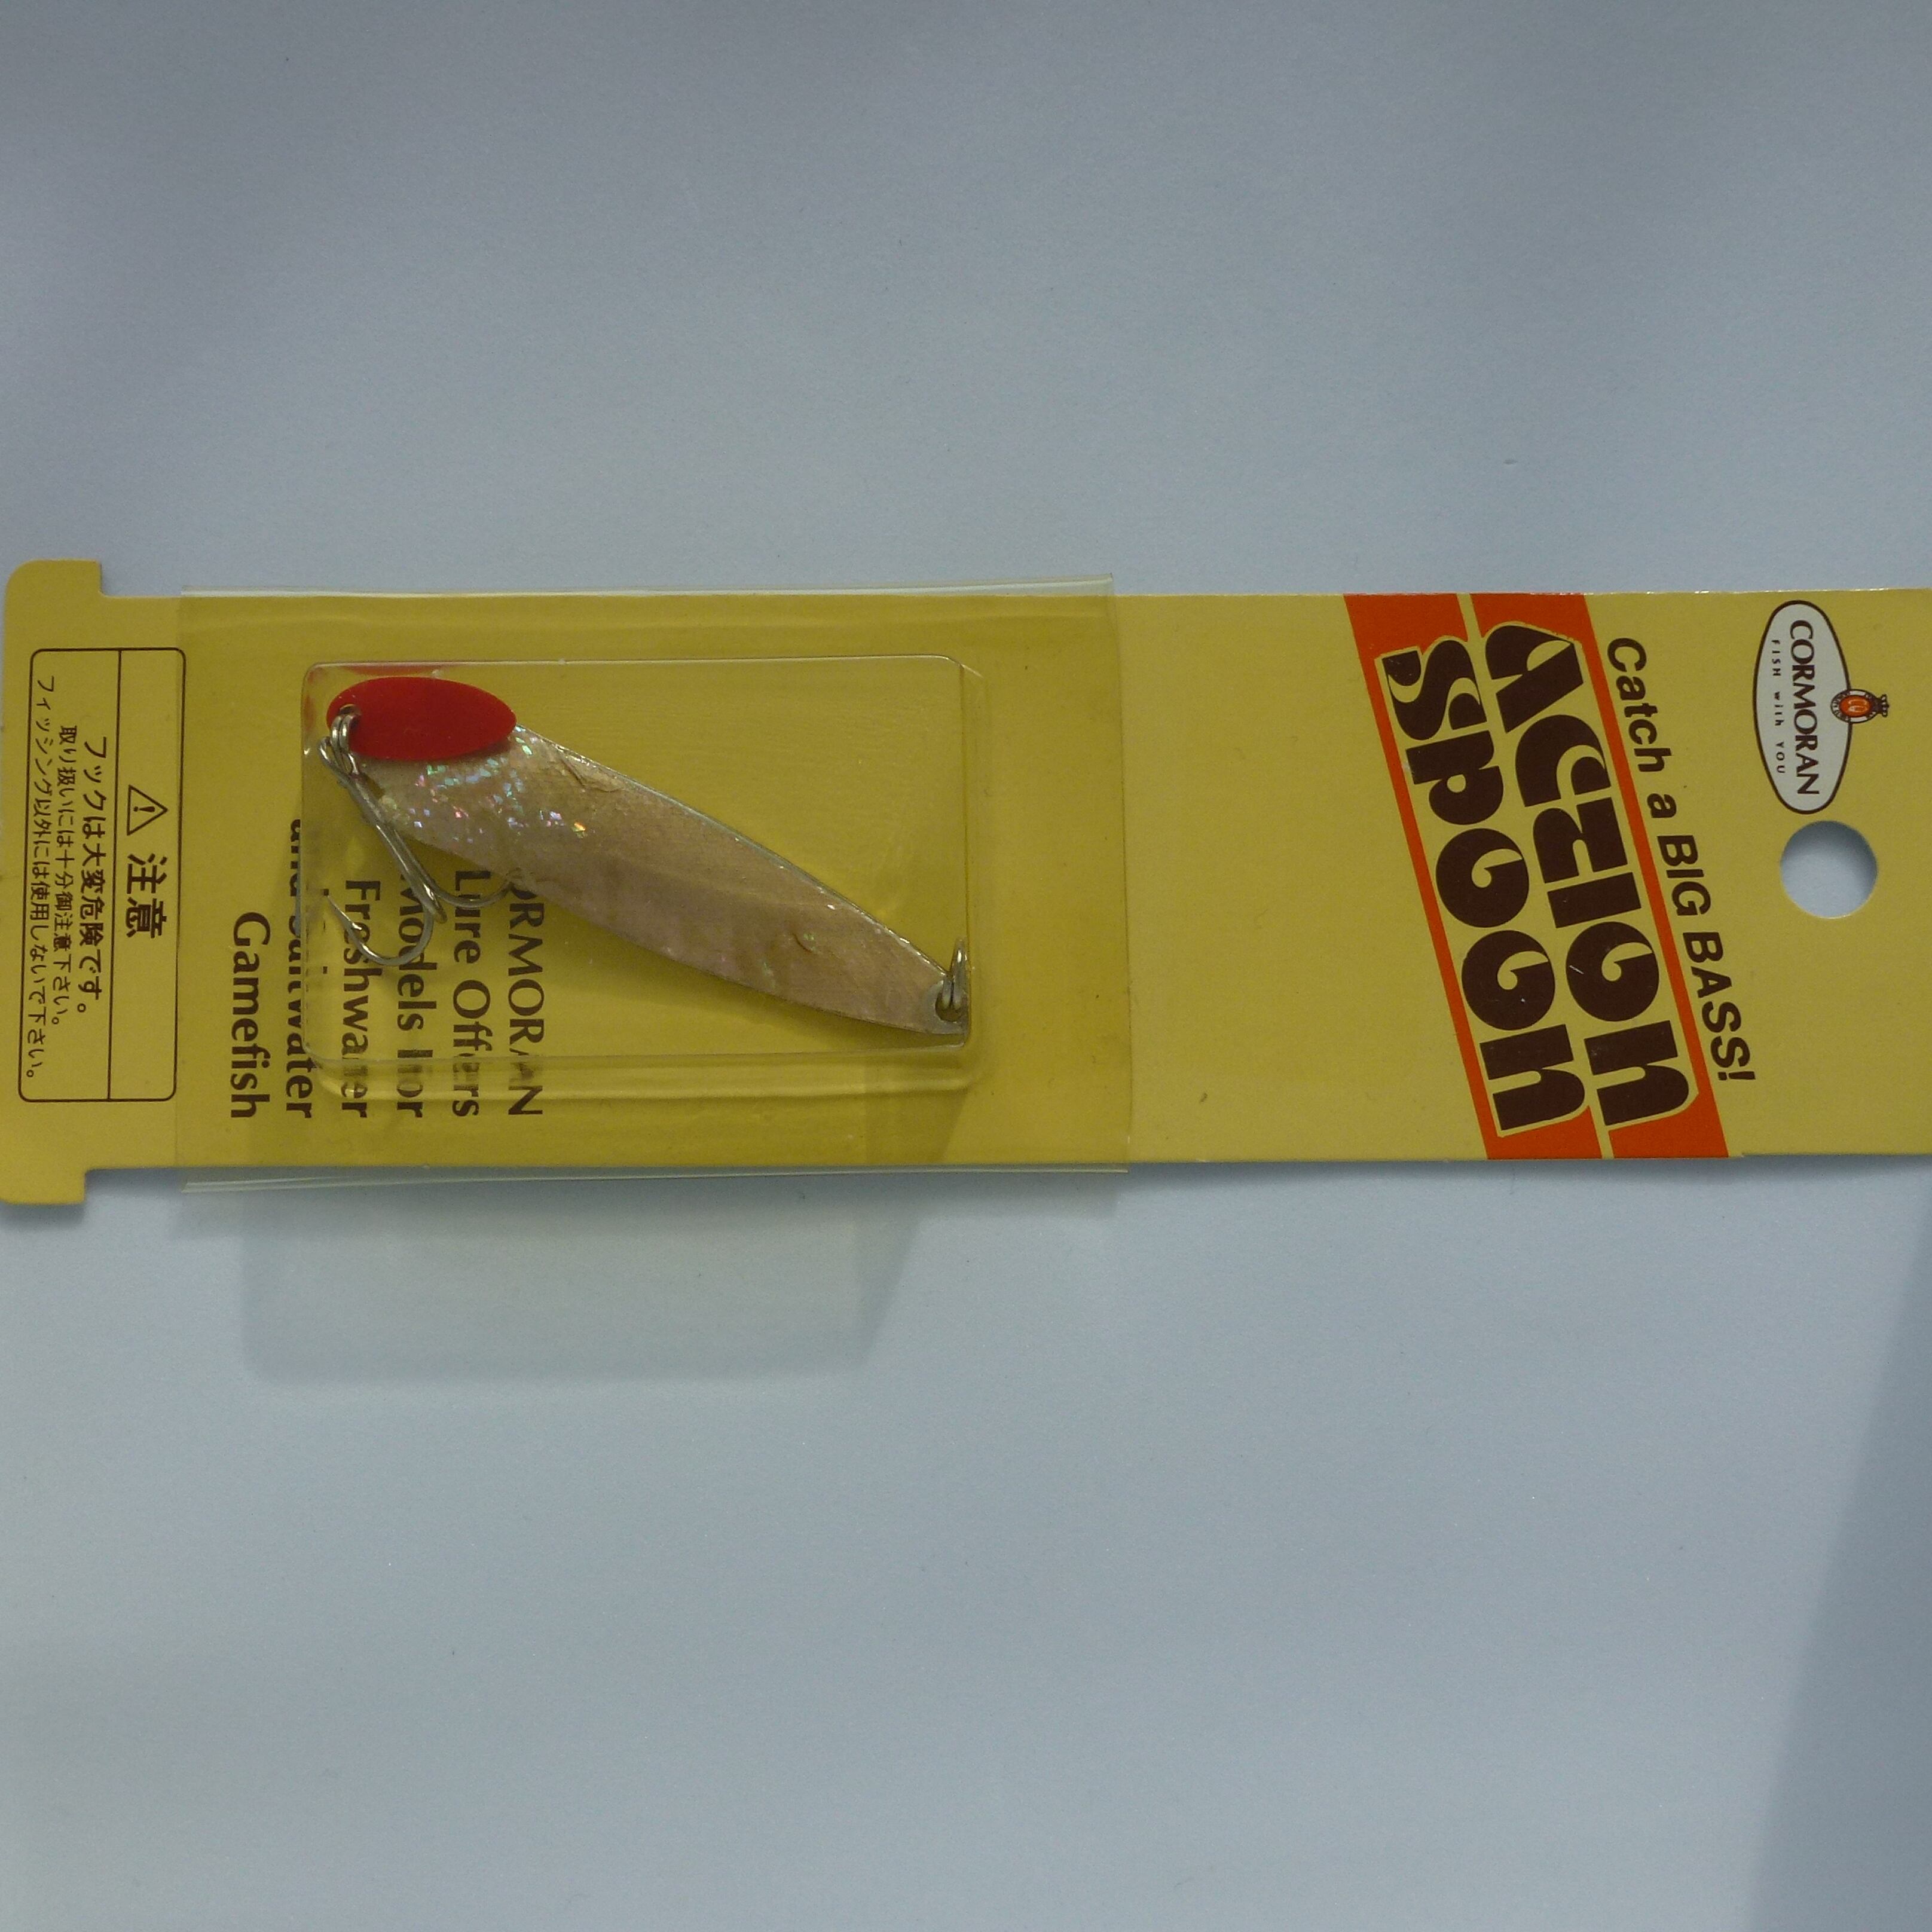 CORMORAN
FISH with YOU
Catch a BIG BASS!
Action
Spoon
CORMORAN
Lure Offers
Models For
Freshwater
and Saltwater
Gamefish
注意
フックは大変危険です。
取り扱いには十分御注意下さい。
フィッシング以外には使用しないで下さい。